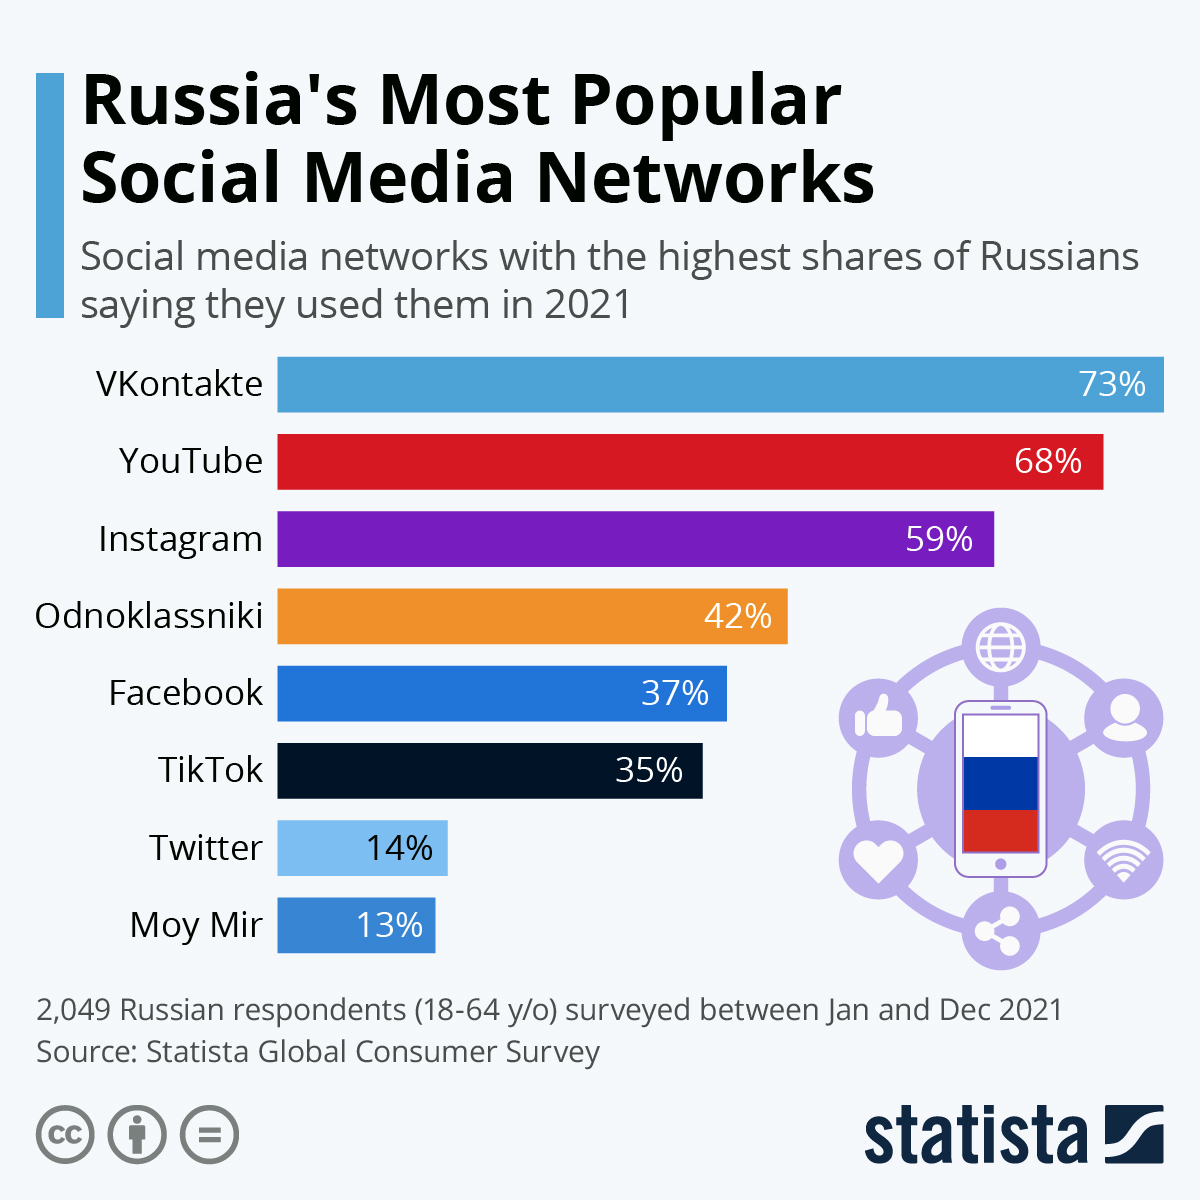 Russia's Most Popular
Social Media Networks
Social media networks with the highest shares of Russians
saying they used them in 2021
VKontakte 73%
YouTube 68%
Instagram 59%
Odnoklassniki 42%
Facebook 37%
TikTok 35%
Twitter 14%
Moy Mir 13%
2,049 Russian respondents (18-64 y/o) surveyed between Jan and Dec 2021
Source: Statista Global Consumer Survey
cc =
statista